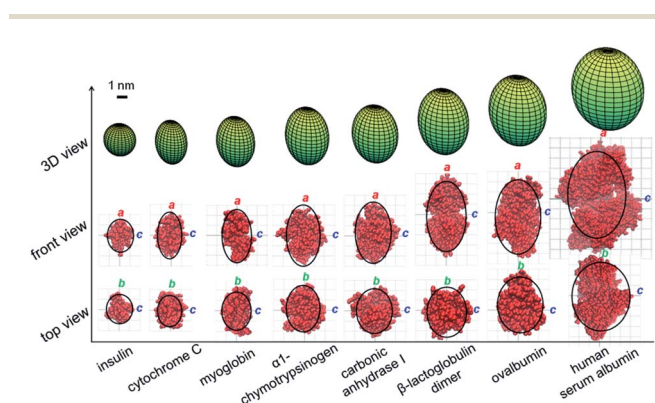 1 nm
3D view
front view
a
c
a
c
a
c
a
c
a
c
a
c
a
c
a
c
top view
b
c
b
c
b
c
b
c
b
c
b
c
b
c
b
c
insulin
cytochrome C
myoglobin
α1-
chymotrypsinogen
carbonic
anhydrase I
β-lactoglobulin
dimer
ovalbumin
human
serum albumin